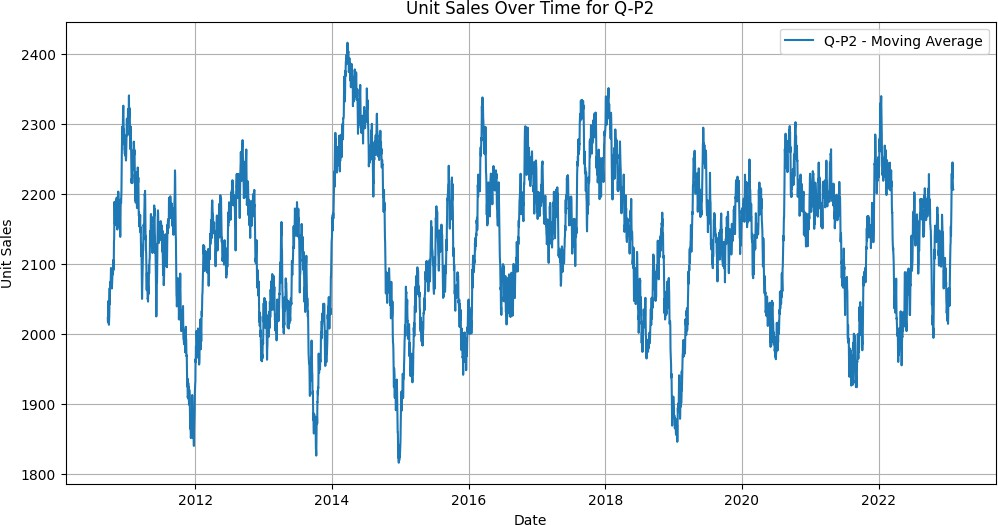 Unit Sales Over Time for Q-P2
Q-P2 - Moving Average
Unit Sales
2400
2300
2200
2100
2000
1900
1800
2012 2014 2016 2018 2020 2022
Date